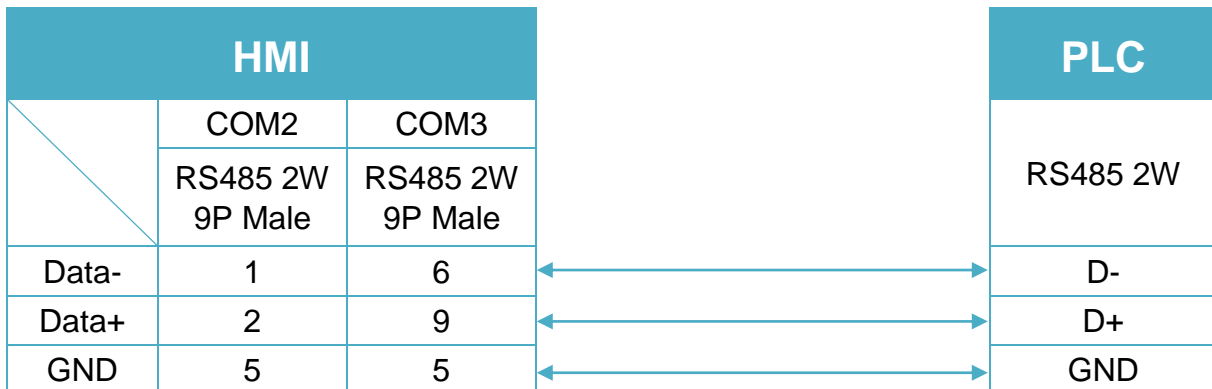 HMI PLC
COM2 COM3
RS485 2W RS485 2W RS485 2W
9P Male 9P Male
Data- 1 6 D-
Data+ 2 9 D+
GND 5 5 GND